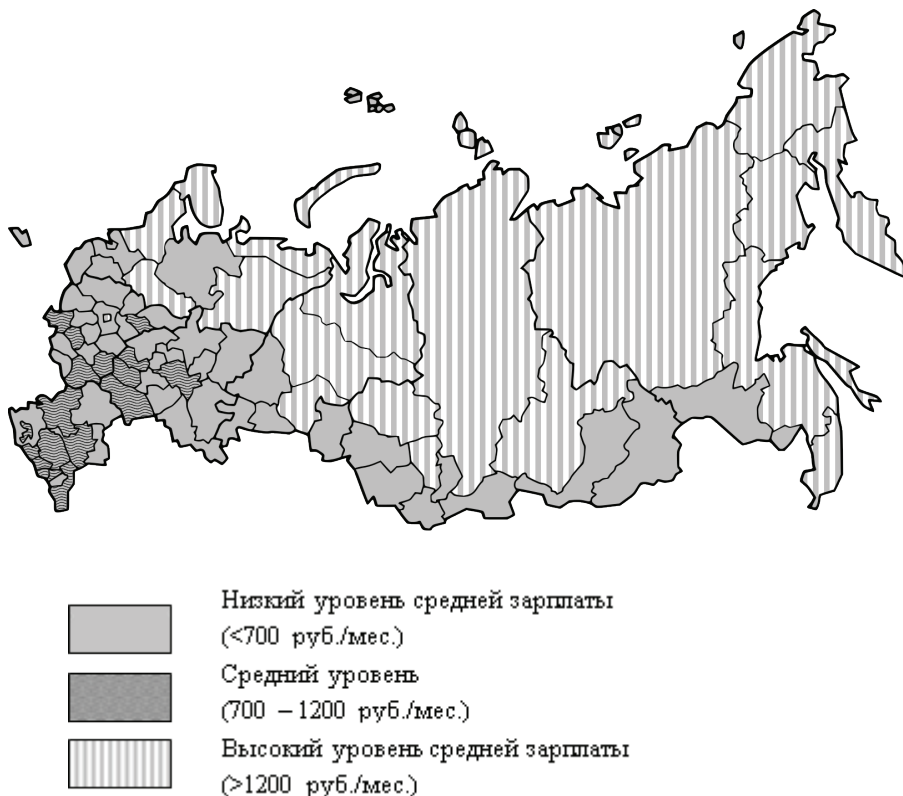 Низкий уровень средней зарплаты
(<700 руб./мес.)
Средний уровень
(700 – 1200 руб./мес.)
Высокий уровень средней зарплаты
(>1200 руб./мес.)